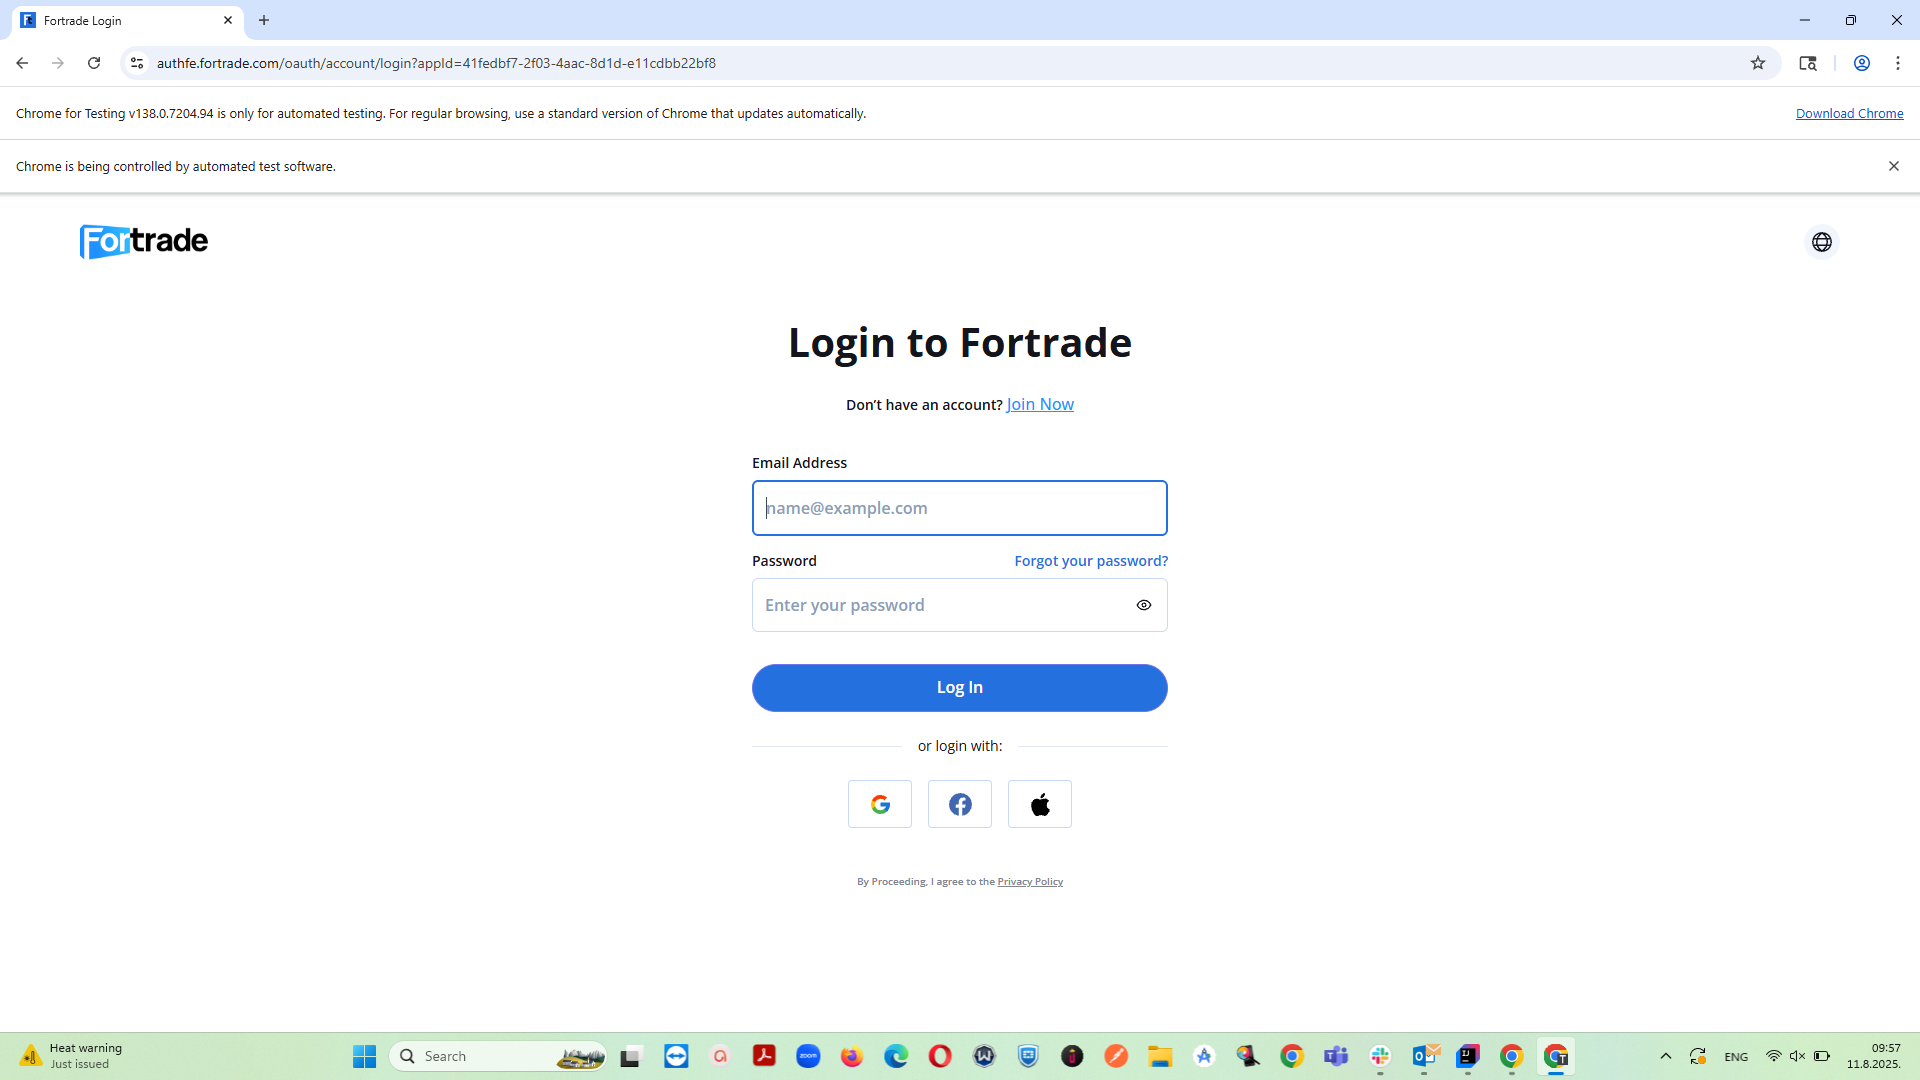 Fortrade Login
authfe.fortrade.com/oauth/account/login?appId=41fedbf7-2f03-4aac-8d1d-e11cdbb22bf8
Chrome for Testing v138.0.7204.94 is only for automated testing. For regular browsing, use a standard version of Chrome that updates automatically.
Download Chrome
Chrome is being controlled by automated test software.
Fortrade
Login to Fortrade
Don’t have an account? Join Now
Email Address
name@example.com
Password
Forgot your password?
Enter your password
Log In
or login with:
By Proceeding, I agree to the Privacy Policy
Heat warning
Just issued
Search
zoom
ENG
09:57
11.8.2025.